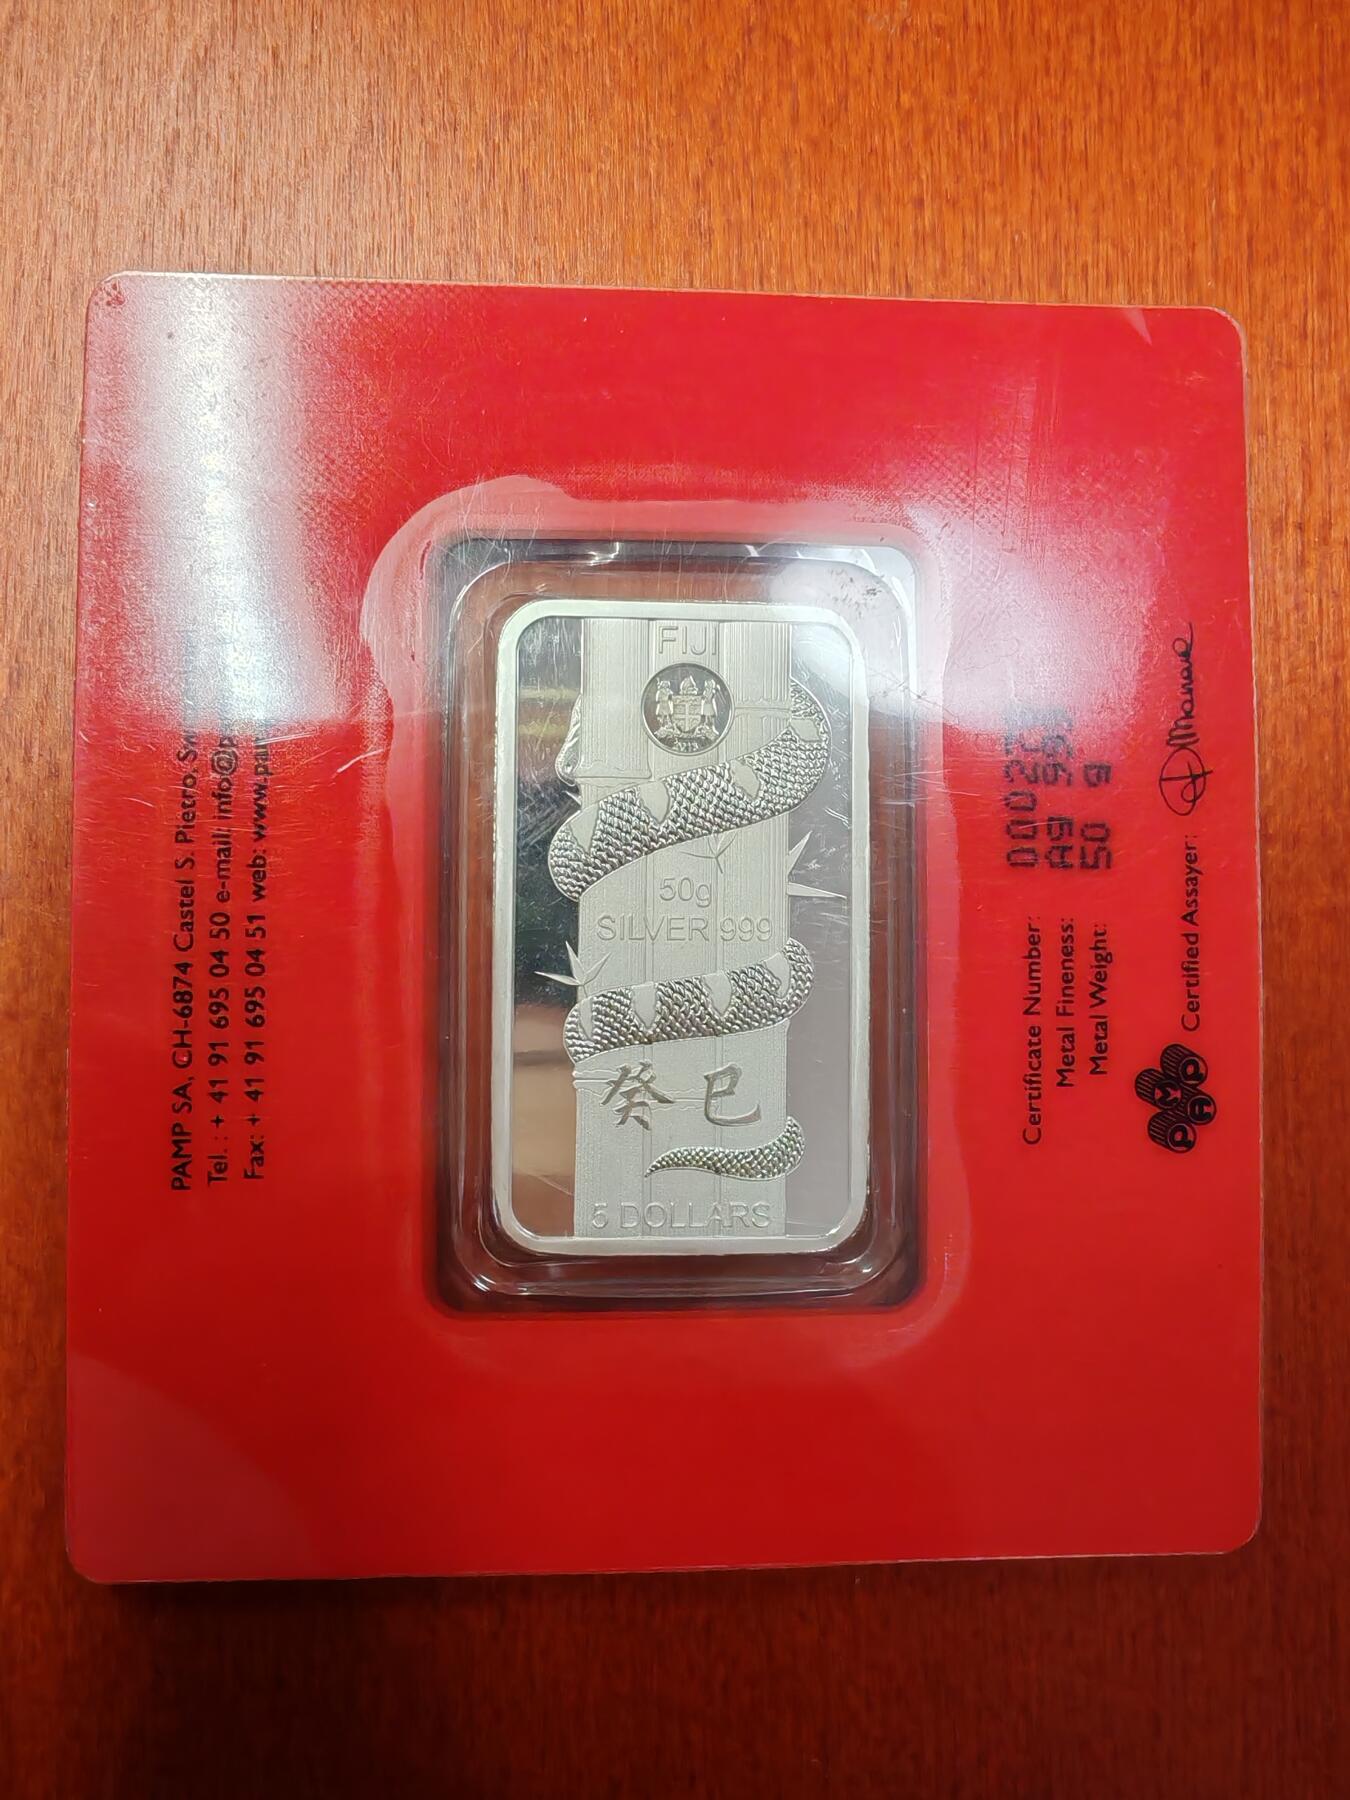 FIJI
2013
50g
SILVER 999
癸巳
5 DOLLARS
PAMP SA, CH-6874 Castel S. Pietro,
Tel.: + 41 91 695 04 50 e-mail: info@
Fax: + 41 91 695 04 51 web: www.
Certificate Number:
Metal Fineness: Ag 999
Metal Weight: 50 g
Certified Assayer:
PAMP